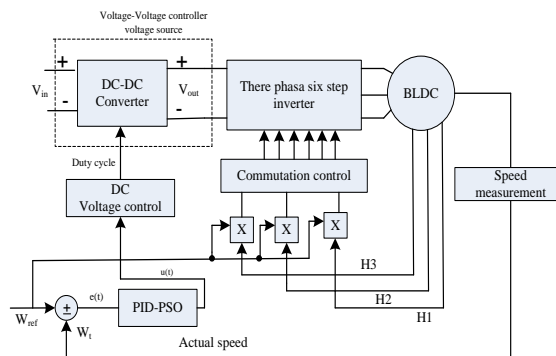 Voltage-Voltage controller
voltage source
+
+
DC-DC
Converter
V_in
V_out
-
-
There phasa six step
inverter
BLDC
Duty cycle
Commutation control
DC
Voltage control
Speed
measurement
X
X
X
u(t)
H3
H2
H1
e(t)
PID-PSO
±
W_ref
W_t
Actual speed